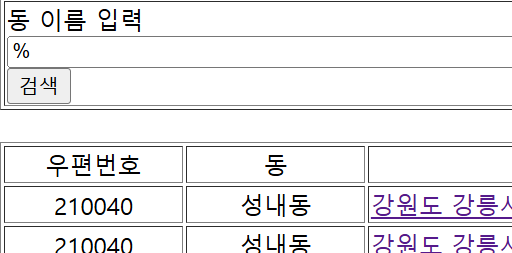 동 이름 입력
%
검색
우편번호 동
210040 성내동 강원도 강릉시
210040 성내동 강원도 강릉시